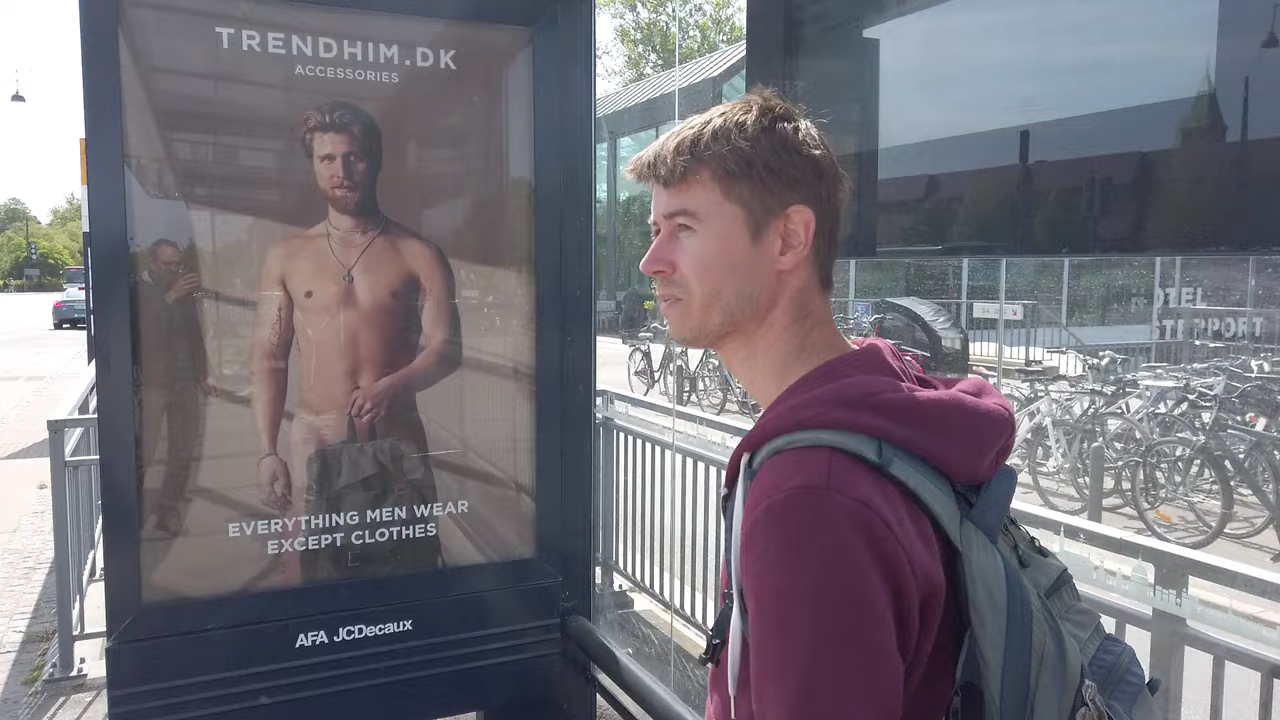 TRENDHIM.DK
ACCESSORIES
EVERYTHING MEN WEAR
EXCEPT CLOTHES
AFA JCDecaux